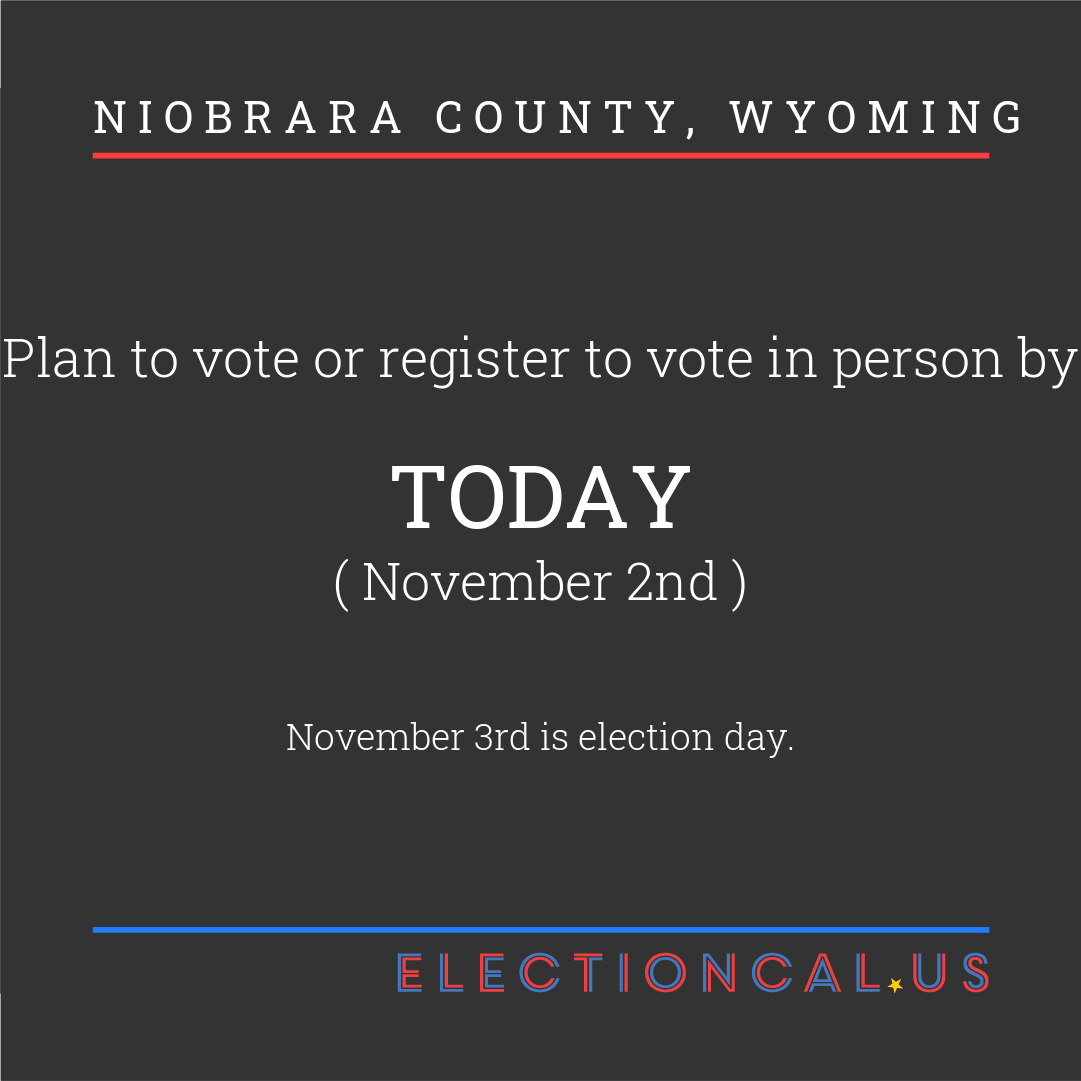 NIOBRARA COUNTY, WYOMING
Plan to vote or register to vote in person by
TODAY
( November 2nd )
November 3rd is election day.
ELECTIONCAL.US